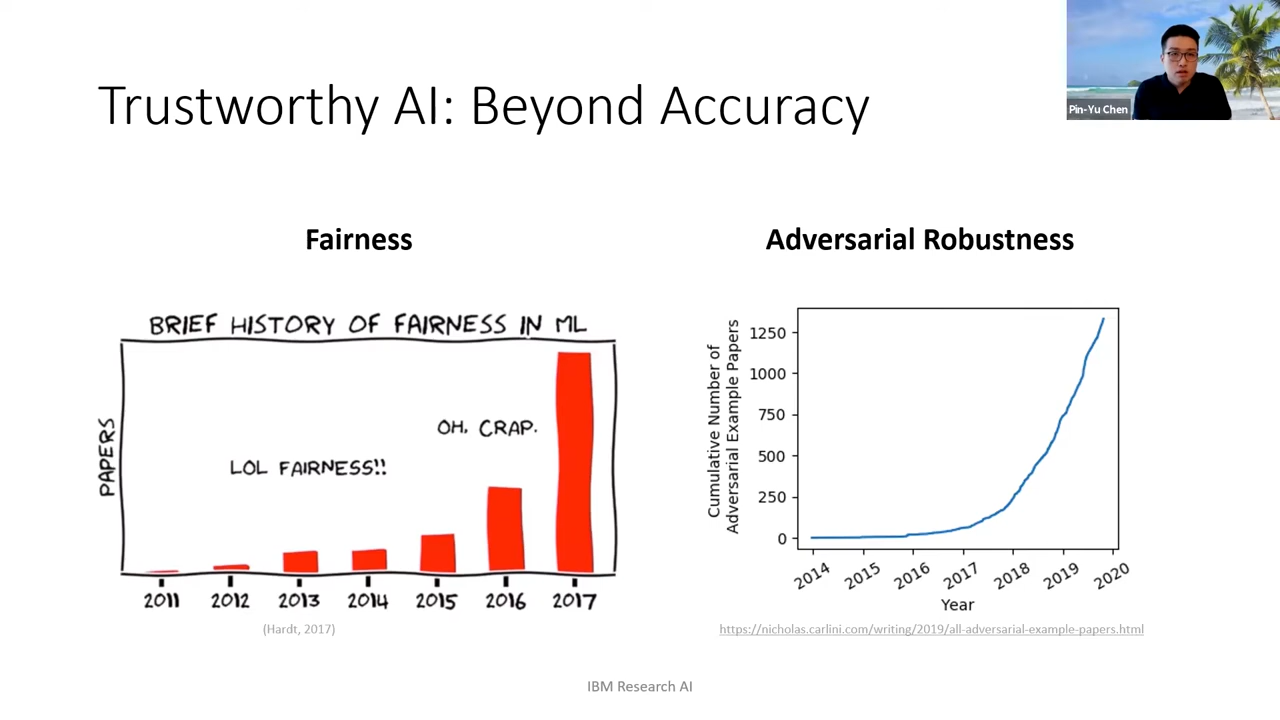 Pin-Yu Chen
Trustworthy AI: Beyond Accuracy
Fairness
BRIEF HISTORY OF FAIRNESS IN ML
PAPERS
OH, CRAP.
LOL FAIRNESS!!
2011 2012 2013 2014 2015 2016 2017
(Hardt, 2017)
Adversarial Robustness
Cumulative Number of
Adversarial Example Papers
1250
1000
750
500
250
0
2014 2015 2016 2017 2018 2019 2020
Year
https://nicholas.carlini.com/writing/2019/all-adversarial-example-papers.html
IBM Research AI